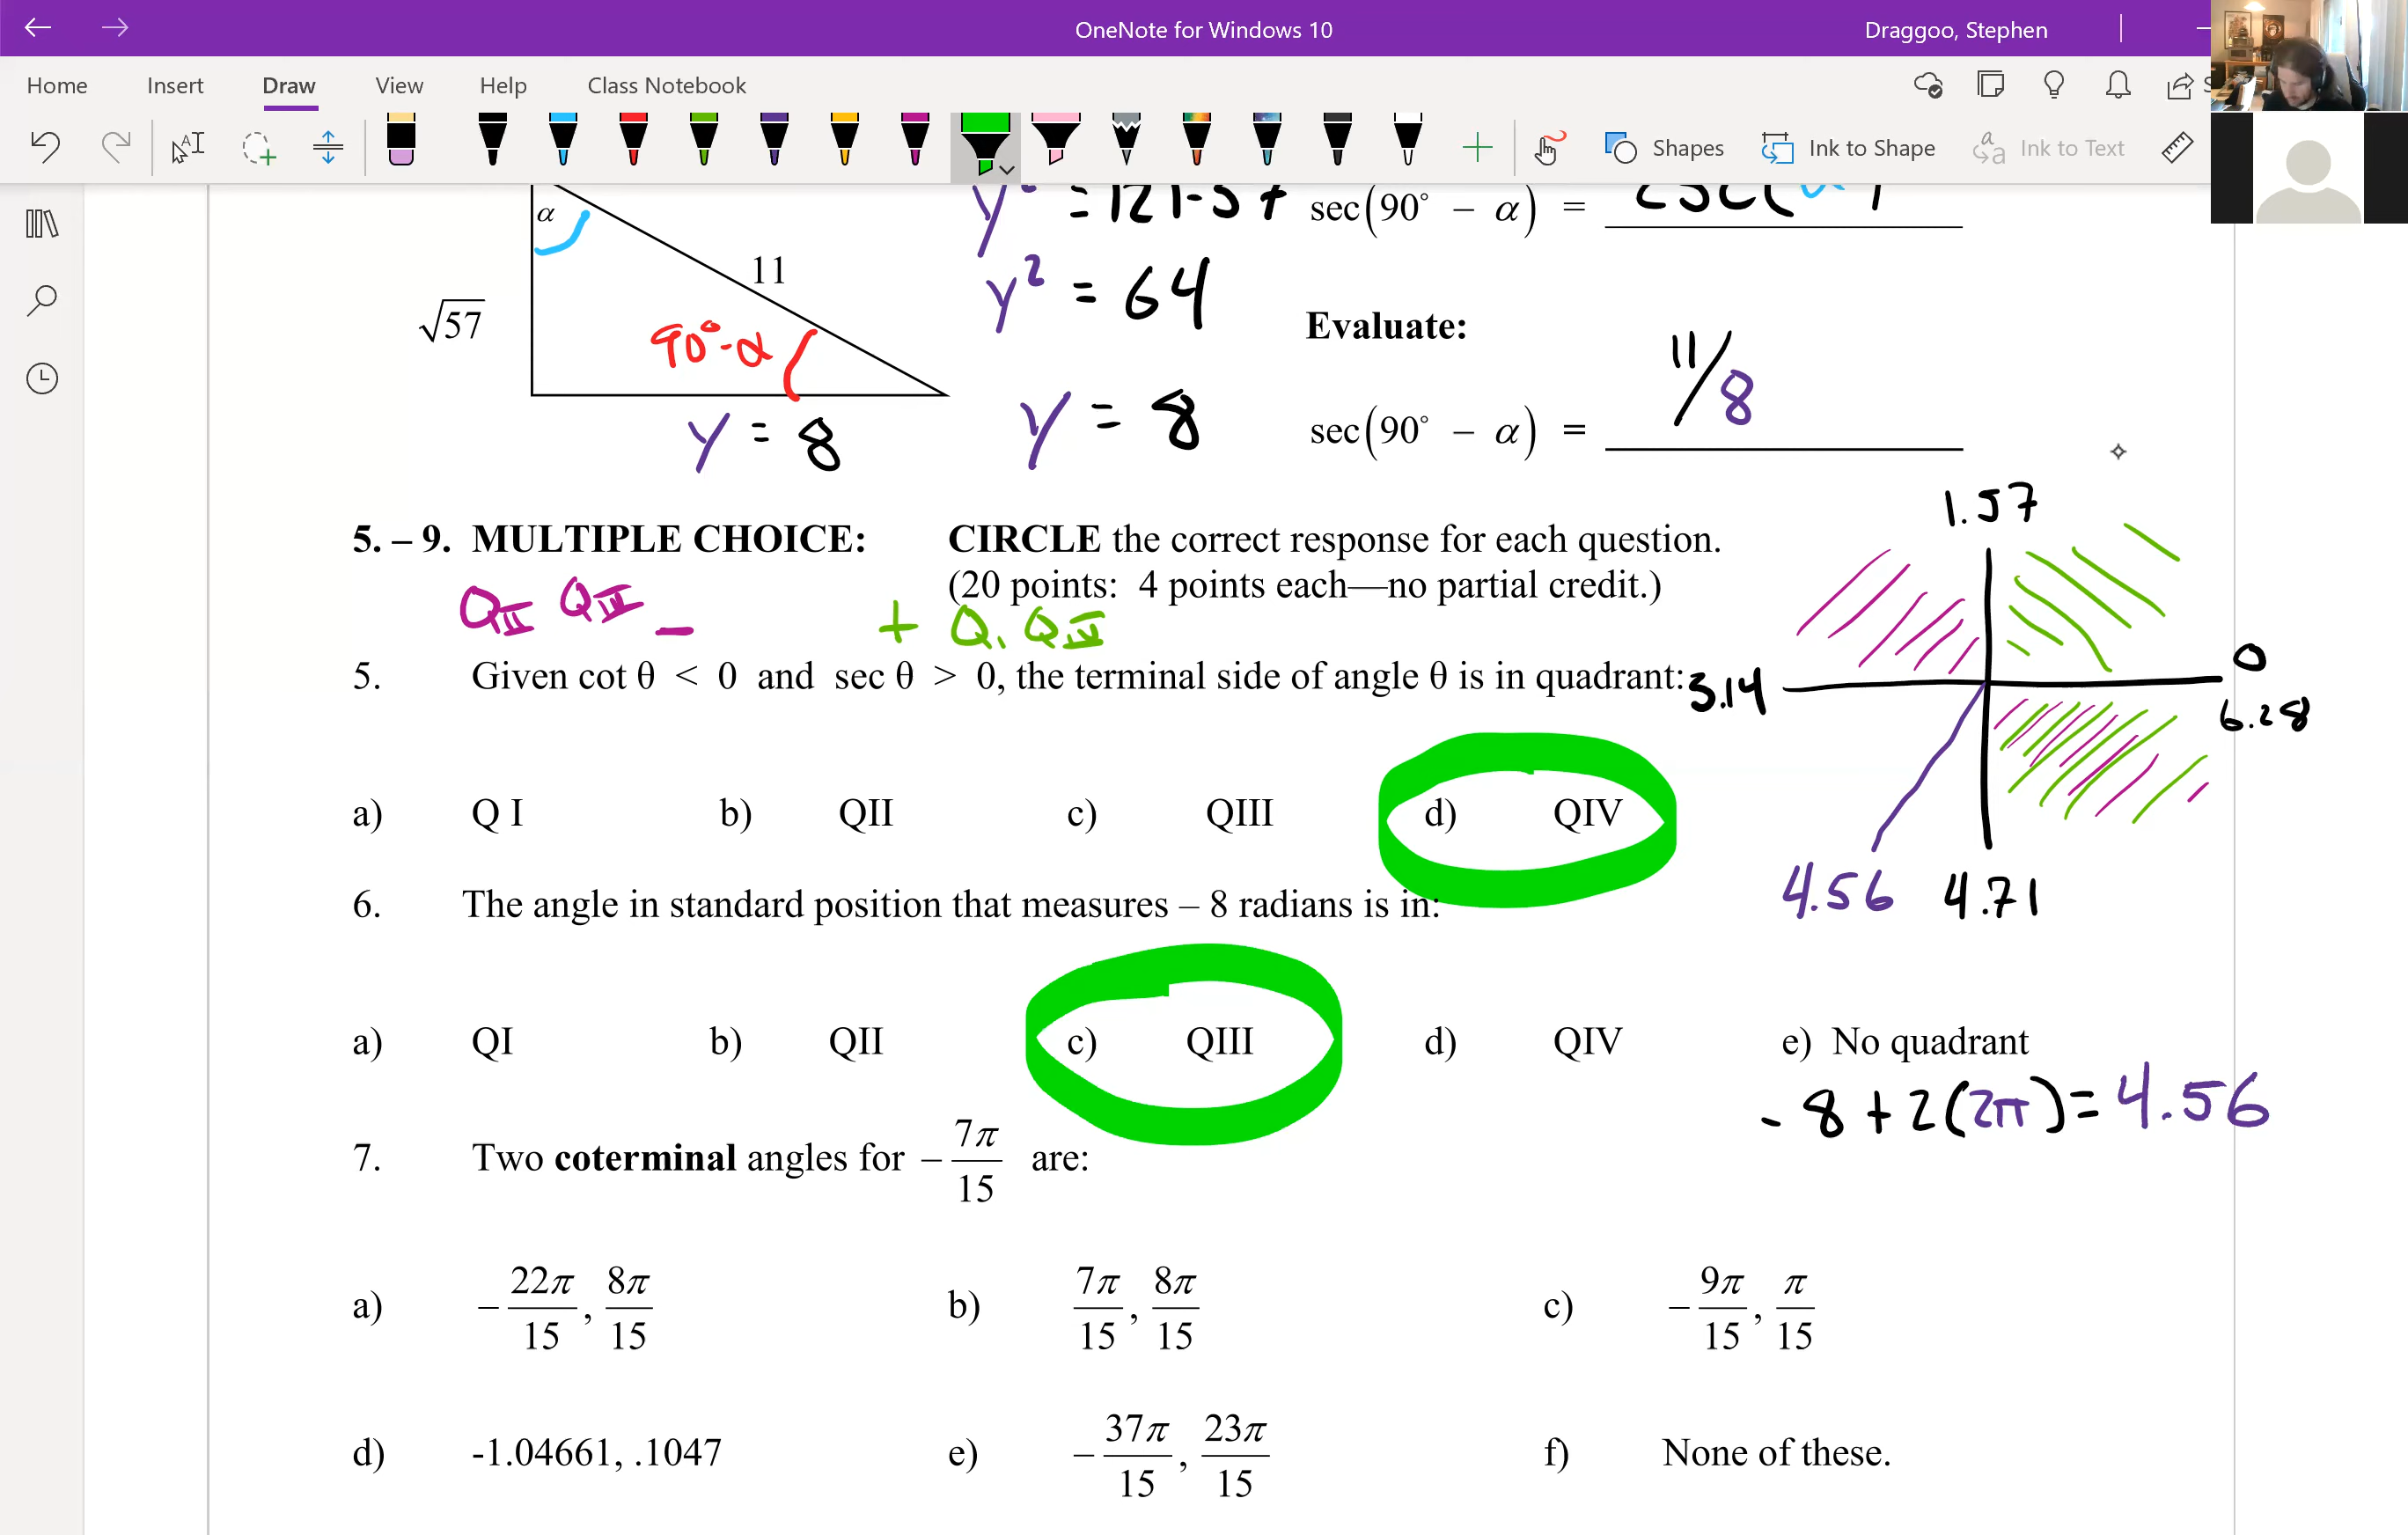 OneNote for Windows 10
Draggoo, Stephen
Home Insert Draw View Help Class Notebook
Shapes Ink to Shape Ink to Text
α
11
√57
90° - α
y = 8
y² = 121-57
y² = 64
y = 8
sec(90° − α) = csc(α)
Evaluate:
sec(90° − α) = 11/8
5. – 9. MULTIPLE CHOICE: CIRCLE the correct response for each question.
(20 points: 4 points each—no partial credit.)
QII QIV - + Q1 QIV
5. Given cot θ < 0 and sec θ > 0, the terminal side of angle θ is in quadrant:
1.57
0
3.14
6.28
4.56 4.71
a) Q I b) QII c) QIII d) QIV
6. The angle in standard position that measures – 8 radians is in:
a) QI b) QII c) QIII d) QIV e) No quadrant
- 8 + 2(2π) = 4.56
7. Two coterminal angles for − 7π/15 are:
a) − 22π/15 , 8π/15 b) 7π/15 , 8π/15 c) − 9π/15 , π/15
d) -1.04661, .1047 e) − 37π/15 , 23π/15 f) None of these.